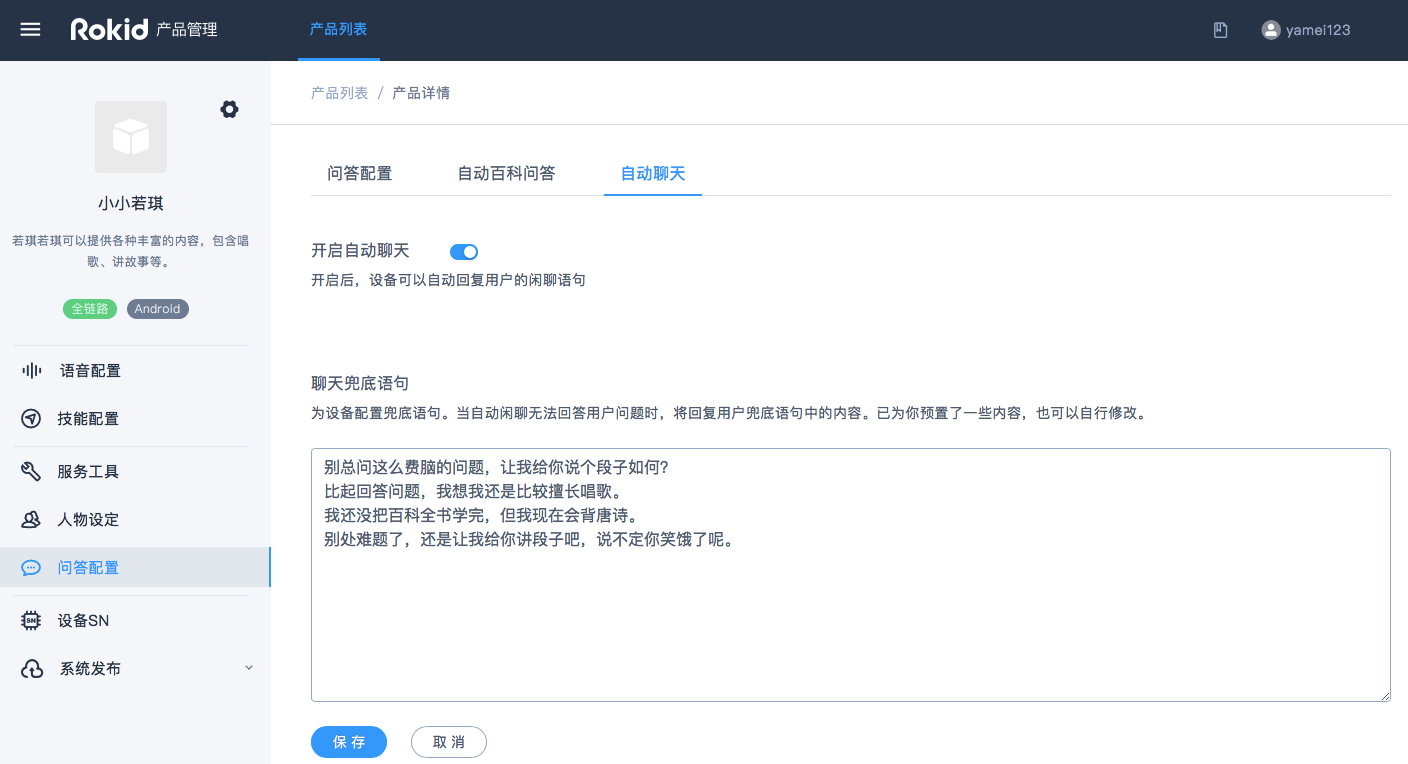 Rokid 产品管理
产品列表
yamei123
产品列表 / 产品详情
小小若琪
若琪若琪可以提供各种丰富的内容，包含唱
歌、讲故事等。
全链路 Android
语音配置
技能配置
服务工具
人物设定
问答配置
SN 设备SN
系统发布
问答配置 自动百科问答 自动聊天
开启自动聊天
开启后，设备可以自动回复用户的闲聊语句
聊天兜底语句
为设备配置兜底语句。当自动闲聊无法回答用户问题时，将回复用户兜底语句中的内容。已为你预置了一些内容，也可以自行修改。
别总问这么费脑的问题，让我给你说个段子如何?
比起回答问题，我想我还是比较擅长唱歌。
我还没把百科全书学完，但我现在会背唐诗。
别处难题了，还是让我给你讲段子吧，说不定你笑饿了呢。
保 存 取 消